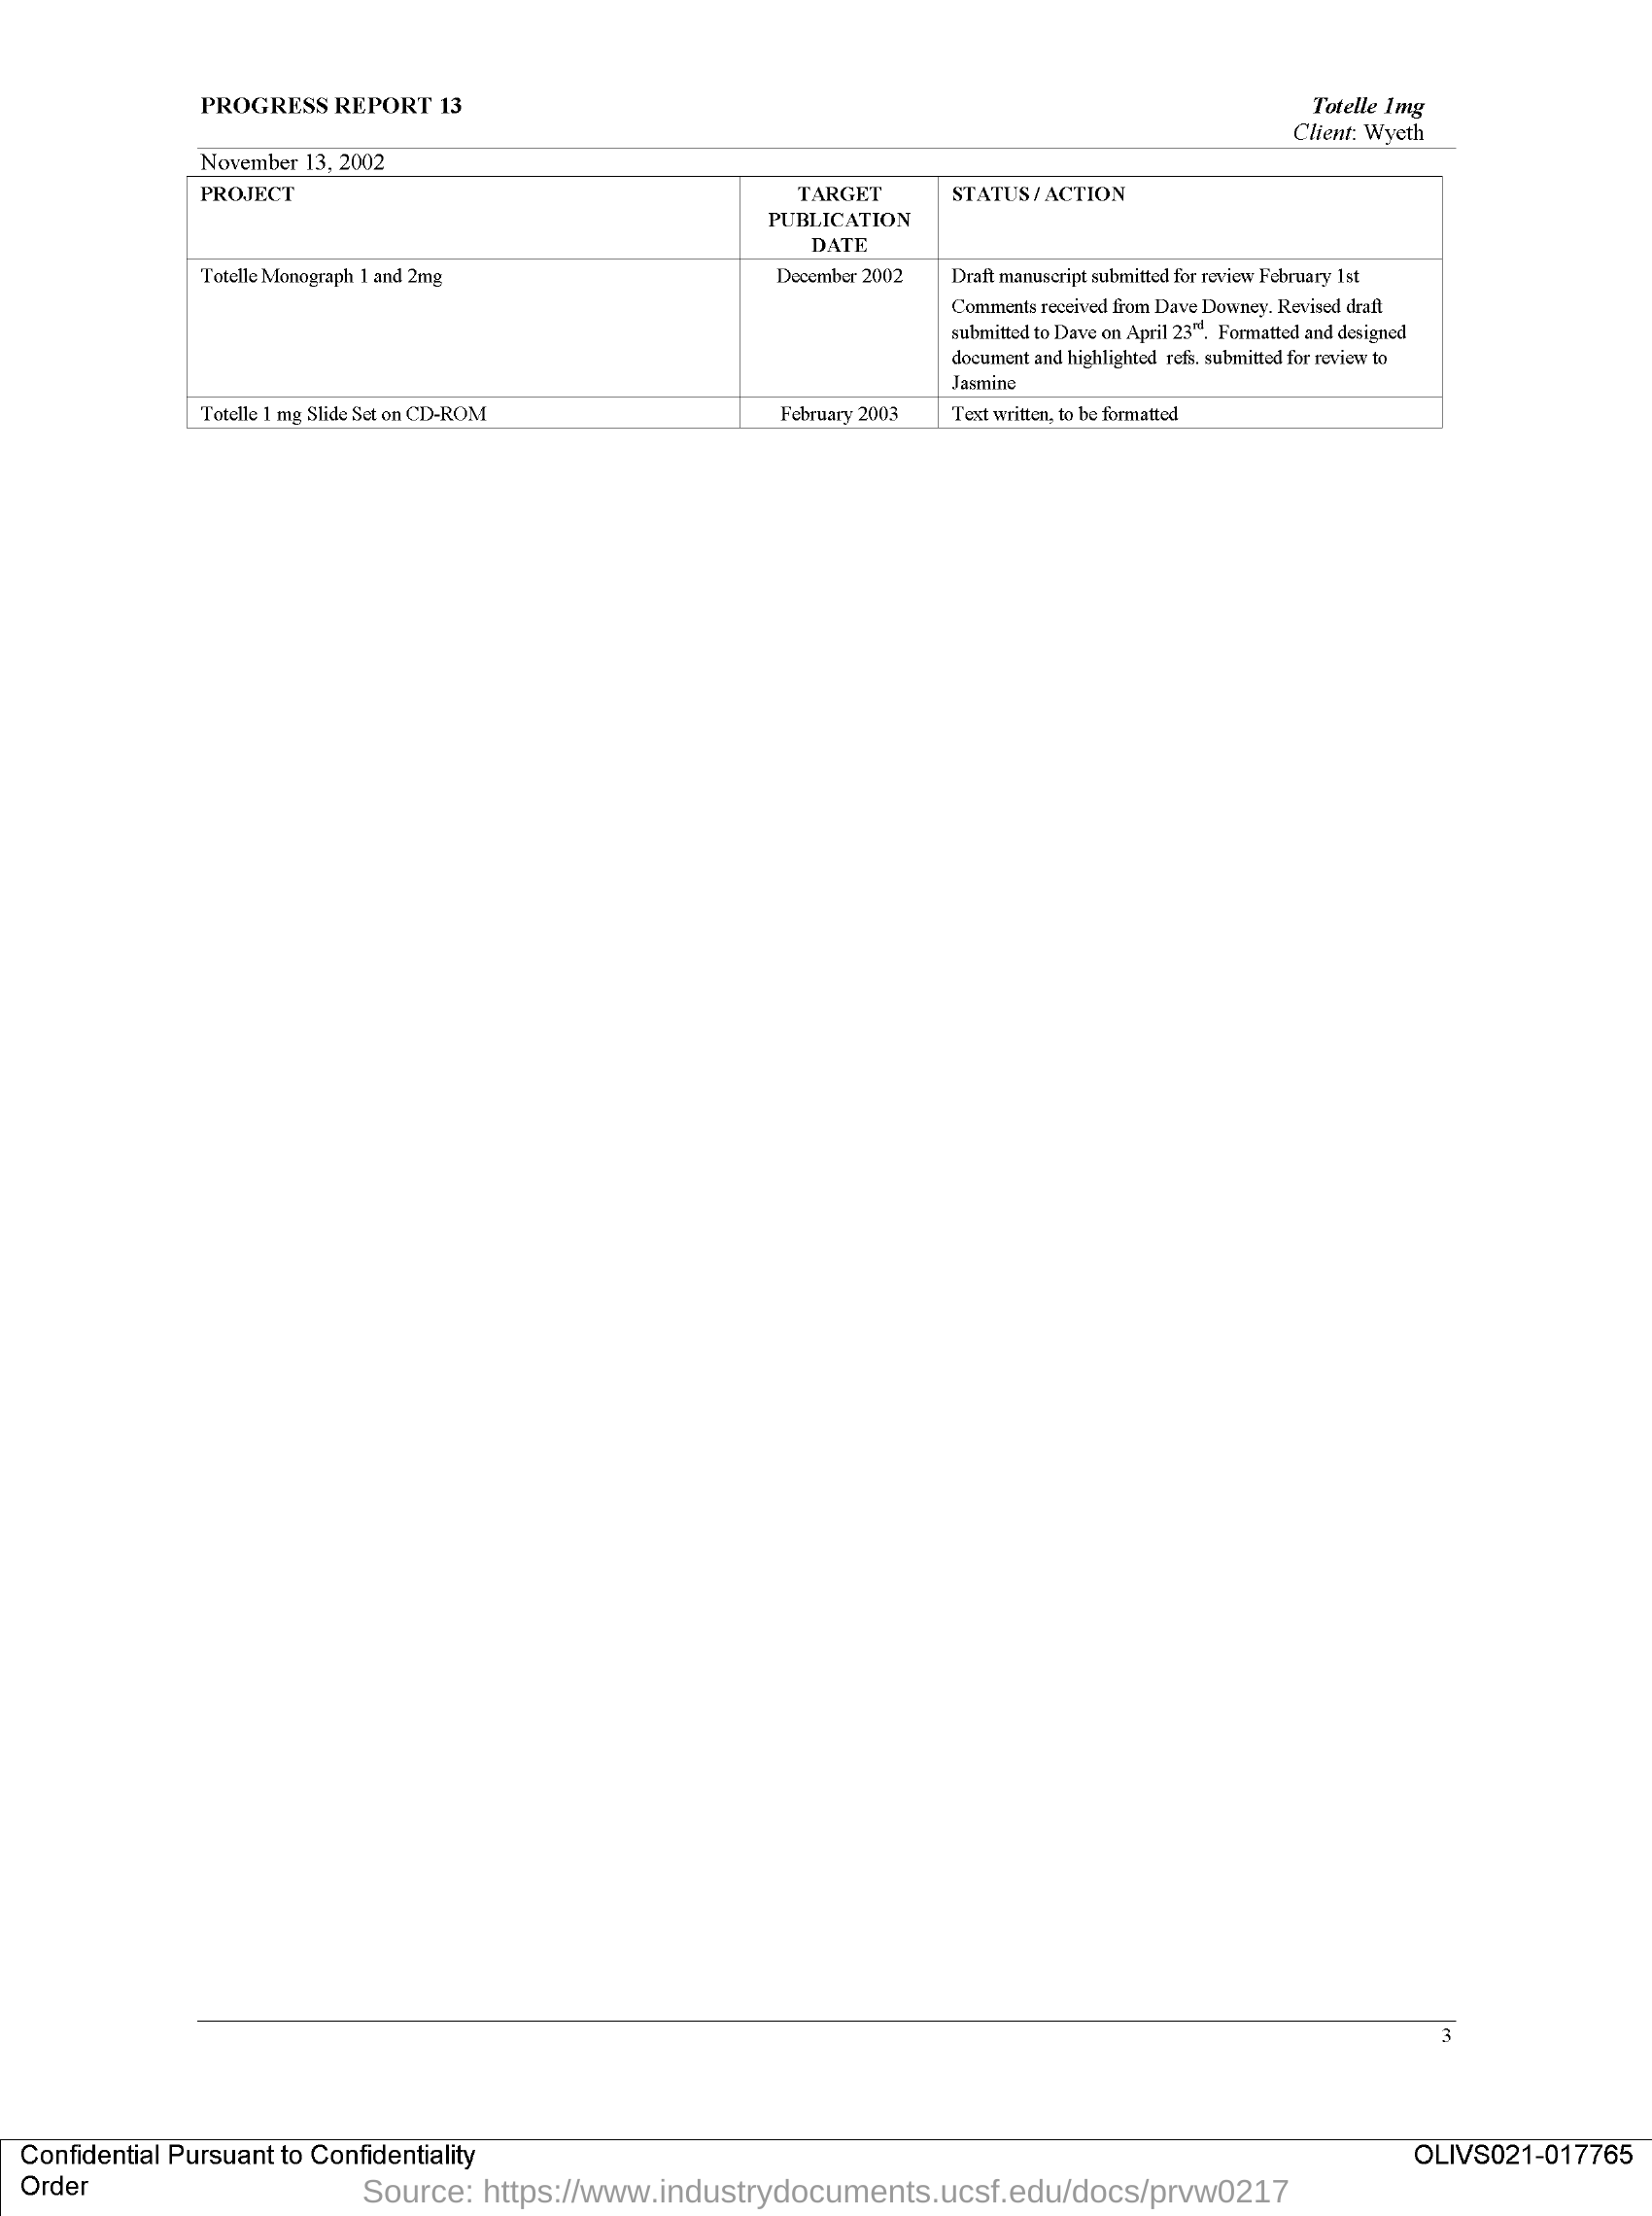 PROGRESS REPORT 13
Totelle 1mg
Client: Wyeth
November 13, 2002
PROJECT
TARGET
PUBLICATION
DATE
STATUS / ACTION
Totelle Monograph 1 and 2mg
December 2002
Draft manuscript submitted for review February 1st
Comments received from Dave Downey. Revised draft
submitted to Dave on April 23rd. Formatted and designed
document and highlighted refs. submitted for review to
Jasmine
Totelle 1 mg Slide Set on CD-ROM
February 2003
Text written, to be formatted
3
Confidential Pursuant to Confidentiality
Order
OLIVS021-017765
Source: https://www.industrydocuments.ucsf.edu/docs/prvw0217